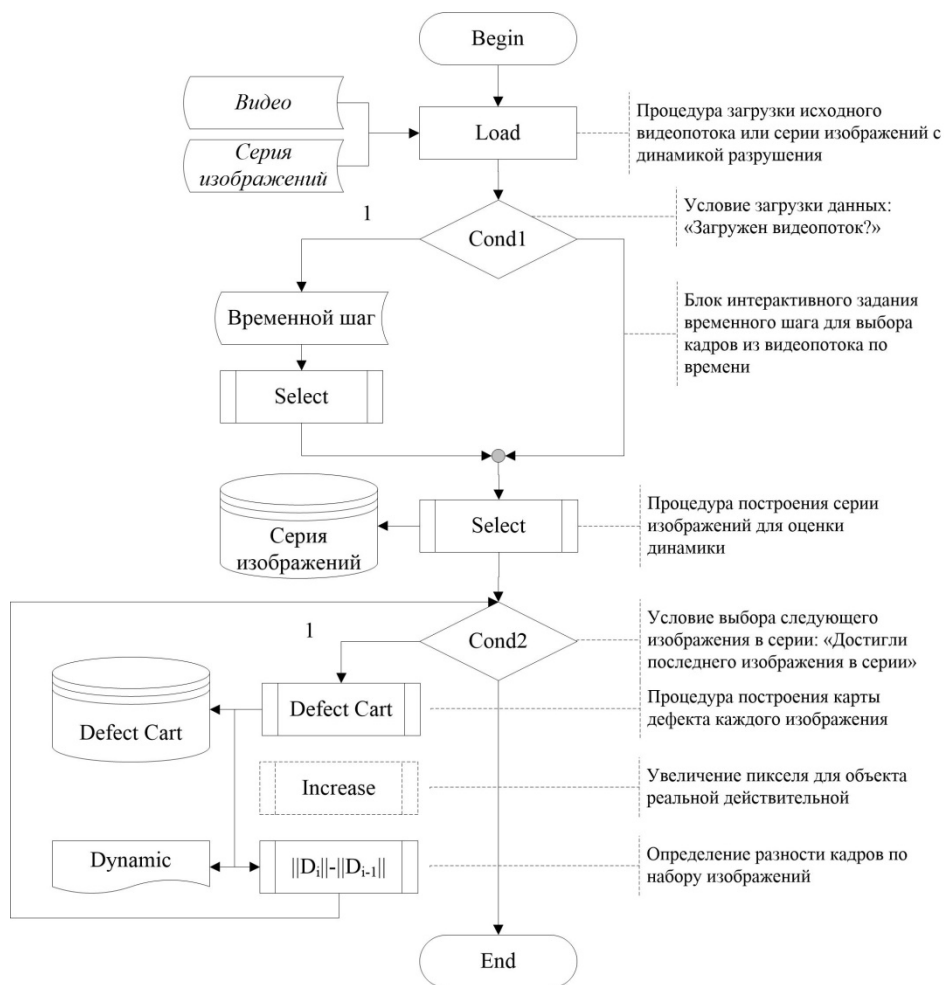 Begin
Видео
Серия
изображений
Load
Процедура загрузки исходного
видеопотока или серии изображений с
динамикой разрушения
1
Cond1
Условие загрузки данных:
«Загружен видеопоток?»
Временной шаг
Блок интерактивного задания
временного шага для выбора
кадров из видеопотока по
времени
Select
Select
Серия
изображений
Процедура построения серии
изображений для оценки
динамики
1
Cond2
Условие выбора следующего
изображения в серии: «Достигли
последнего изображения в серии»
Defect Cart
Defect Cart
Процедура построения карты
дефекта каждого изображения
Increase
Увеличение пикселя для объекта
реальной действительной
Dynamic
||Di||-||Di-1||
Определение разности кадров по
набору изображений
End